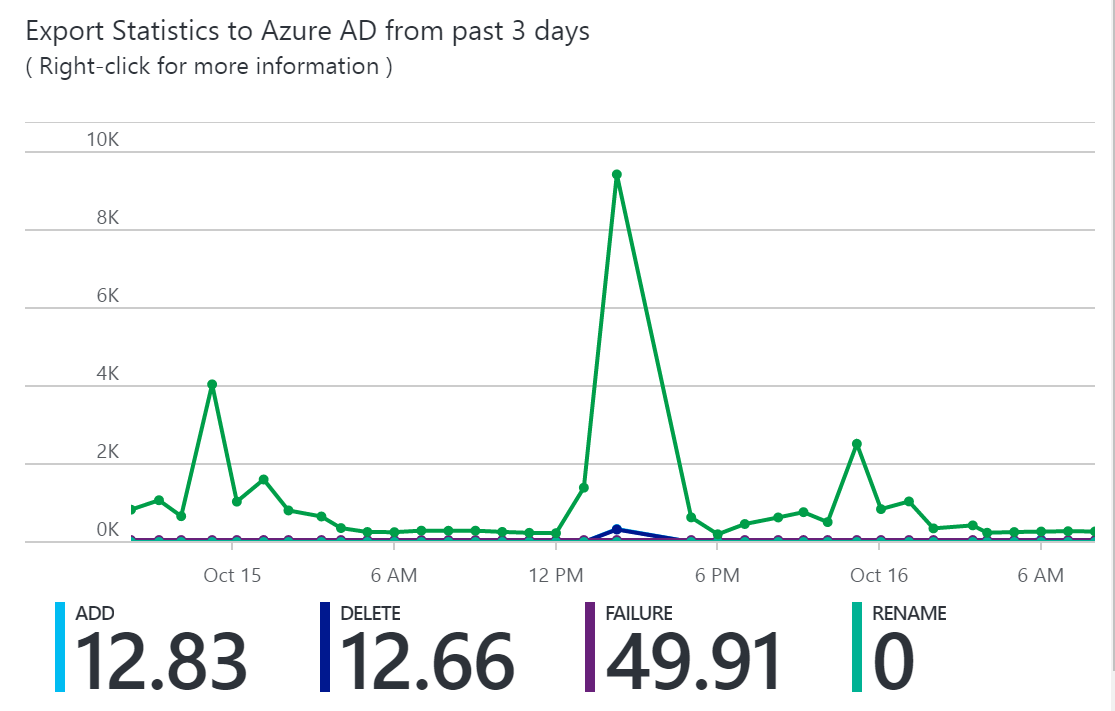 Export Statistics to Azure AD from past 3 days
( Right-click for more information )
10K
8K
6K
4K
2K
0K
Oct 15 6 AM 12 PM 6 PM Oct 16 6 AM
ADD DELETE FAILURE RENAME
12.83 12.66 49.91 0